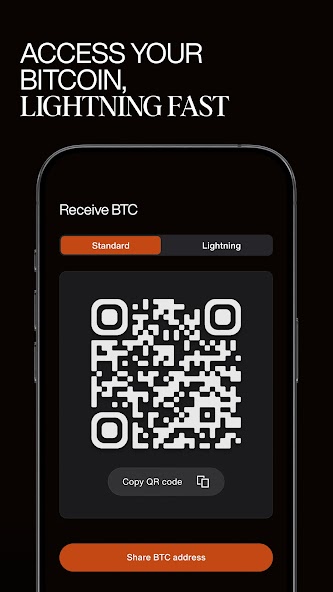 ACCESS YOUR
BITCOIN,
LIGHTNING FAST
Receive BTC
Standard
Lightning
Copy QR code
Share BTC address